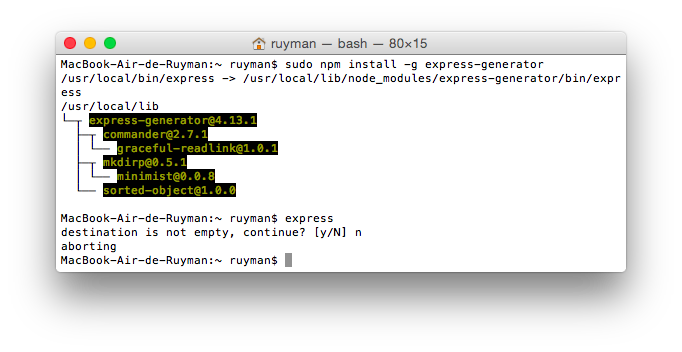 ruyman — bash — 80×15
MacBook-Air-de-Ruyman:~ ruyman$ sudo npm install -g express-generator
/usr/local/bin/express -> /usr/local/lib/node_modules/express-generator/bin/expr
ess
/usr/local/lib
└─┬ express-generator@4.13.1
  ├─┬ commander@2.7.1
  │ └── graceful-readlink@1.0.1
  ├─┬ mkdirp@0.5.1
  │ └── minimist@0.0.8
  └── sorted-object@1.0.0
MacBook-Air-de-Ruyman:~ ruyman$ express
destination is not empty, continue? [y/N] n
aborting
MacBook-Air-de-Ruyman:~ ruyman$